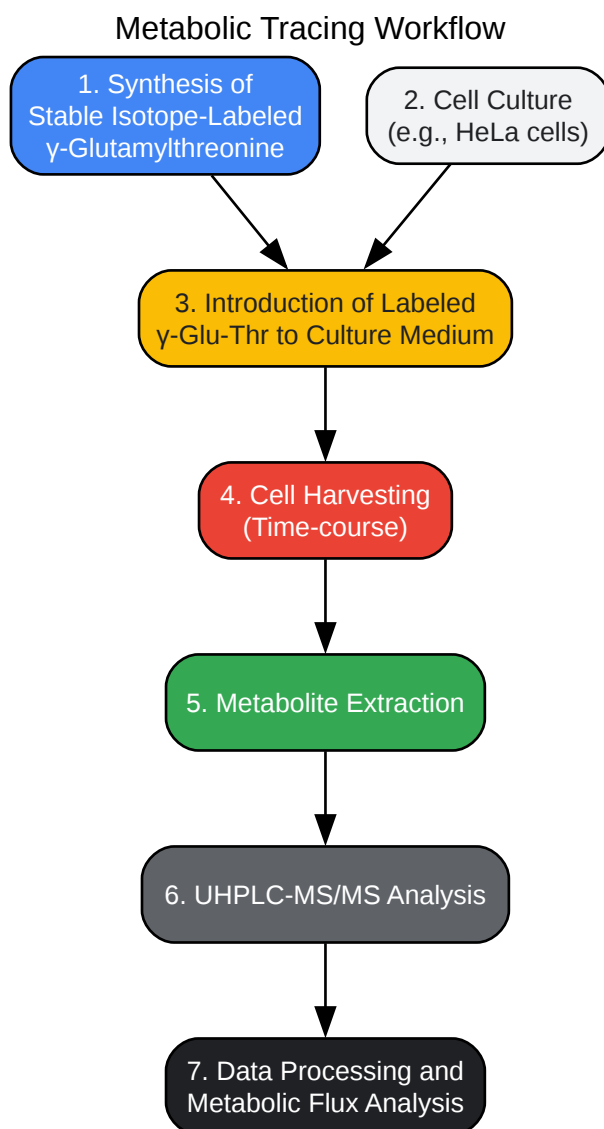 Metabolic Tracing Workflow
1. Synthesis of
Stable Isotope-Labeled
γ-Glutamylthreonine
2. Cell Culture
(e.g., HeLa cells)
3. Introduction of Labeled
γ-Glu-Thr to Culture Medium
4. Cell Harvesting
(Time-course)
5. Metabolite Extraction
6. UHPLC-MS/MS Analysis
7. Data Processing and
Metabolic Flux Analysis